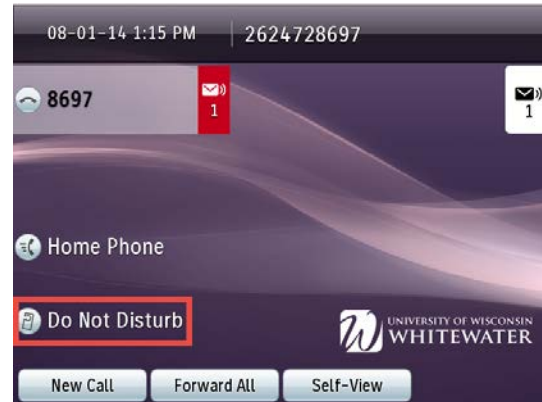 08-01-14 1:15 PM 2624728697
8697 1 1
Home Phone
Do Not Disturb
W UNIVERSITY OF WISCONSIN
WHITEWATER
New Call Forward All Self-View